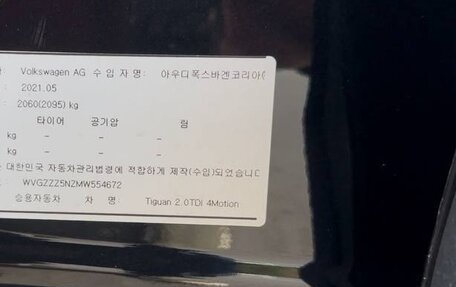 Volkswagen AG 수 입 자 명: 아우디폭스바겐코리아(
: 2021.05
: 2060(2095) kg
타이어 공기압 림
kg – – –
kg – – –
는 대한민국 자동차관리법령에 적합하게 제작(수입)되었습니다
: WVGZZZ5NZMW554672
: 승용자동차 차 명 : Tiguan 2.0TDI 4Motion